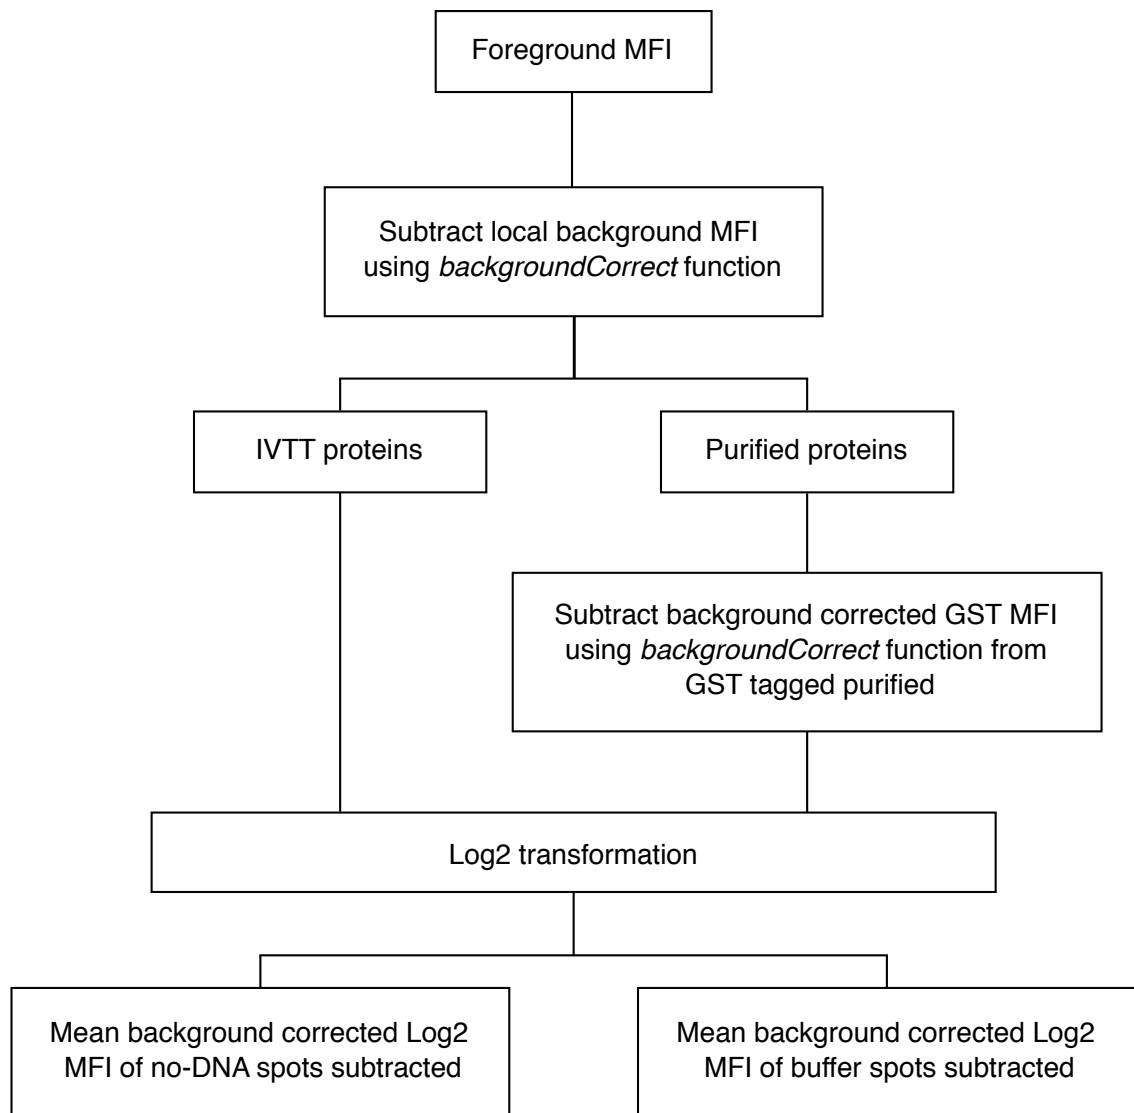 Foreground MFI
Subtract local background MFI
using backgroundCorrect function
IVTT proteins
Purified proteins
Subtract background corrected GST MFI
using backgroundCorrect function from
GST tagged purified
Log2 transformation
Mean background corrected Log2
MFI of no-DNA spots subtracted
Mean background corrected Log2
MFI of buffer spots subtracted